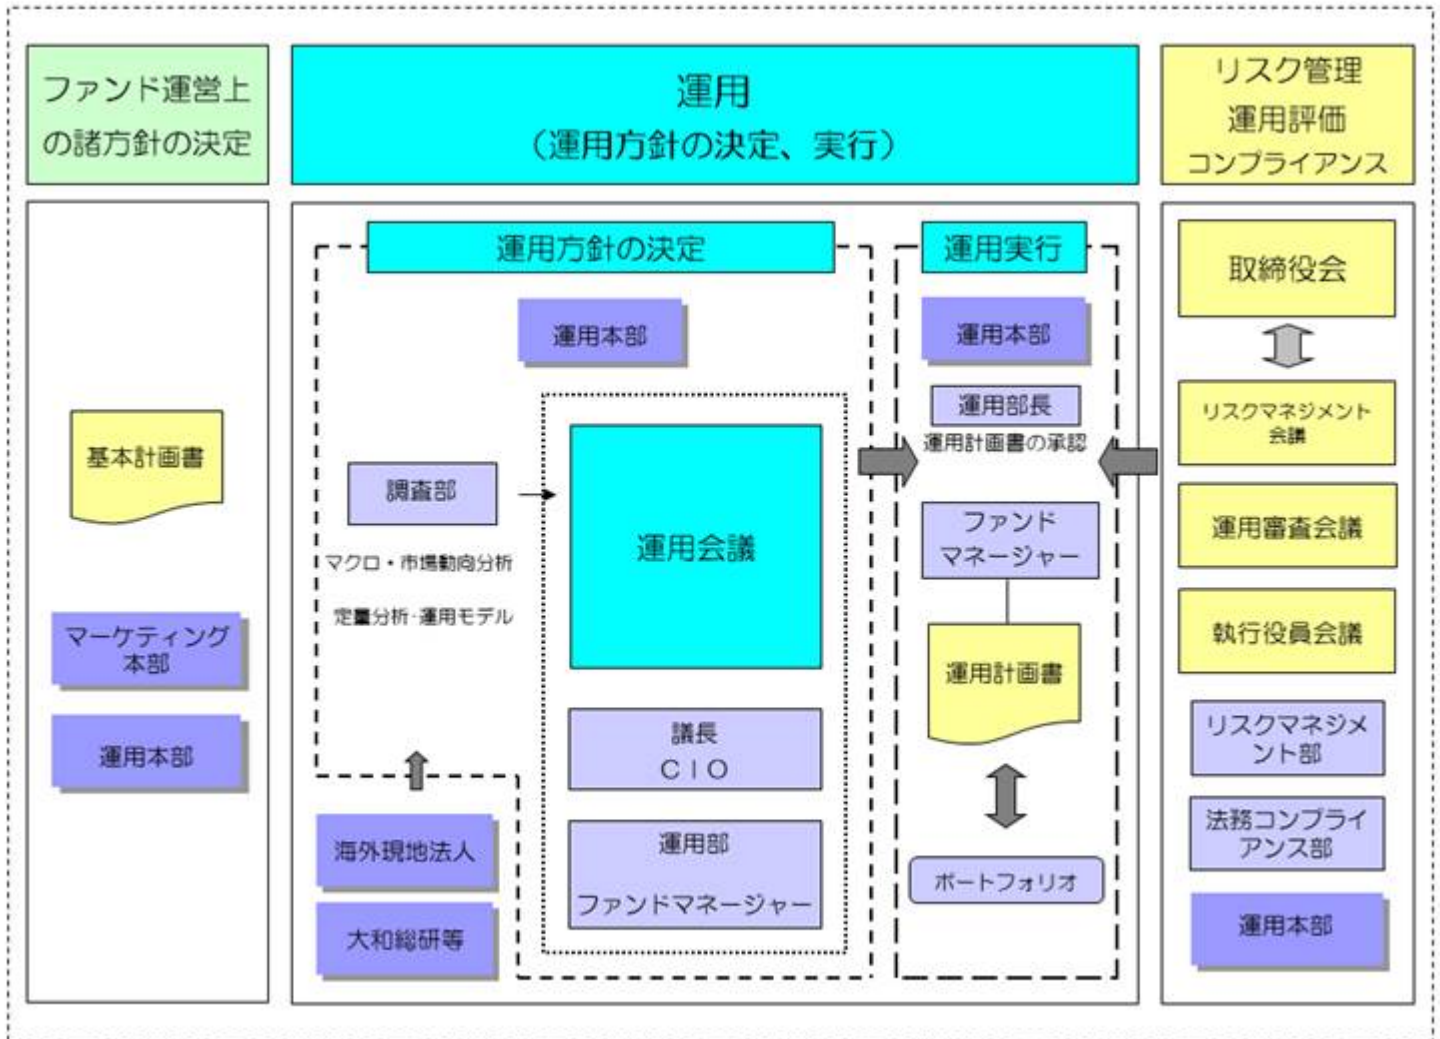 ファンド運営上
の諸方針の決定
運用
（運用方針の決定、実行）
リスク管理
運用評価
コンプライアンス
基本計画書
マーケティング
本部
運用本部
運用方針の決定
運用本部
調査部
マクロ・市場動向分析
定量分析・運用モデル
運用会議
議長
ＣＩＯ
運用部
ファンドマネージャー
海外現地法人
大和総研等
運用実行
運用本部
運用部長
運用計画書の承認
ファンド
マネージャー
運用計画書
ポートフォリオ
取締役会
リスクマネジメント
会議
運用審査会議
執行役員会議
リスクマネジメ
ント部
法務コンプライ
アンス部
運用本部